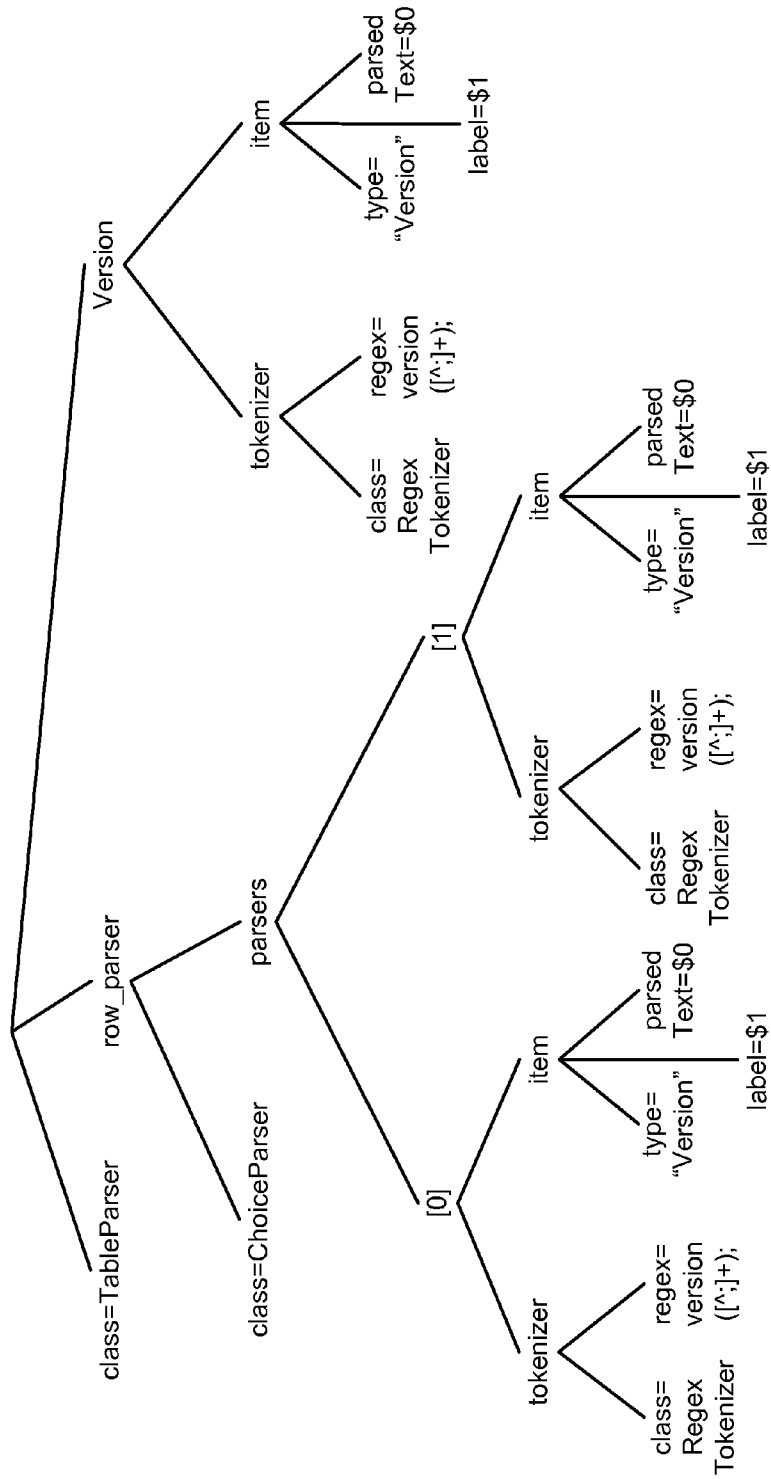 Version
class=TableParser
row_parser
tokenizer
item
class=ChoiceParser
parsers
class=
Regex
Tokenizer
regex=
version
([^;]+);
type=
“Version”
parsed
Text=$0
label=$1
[0]
[1]
tokenizer
item
tokenizer
item
class=
Regex
Tokenizer
regex=
version
([^;]+);
type=
“Version”
parsed
Text=$0
label=$1
class=
Regex
Tokenizer
regex=
version
([^;]+);
type=
“Version”
parsed
Text=$0
label=$1